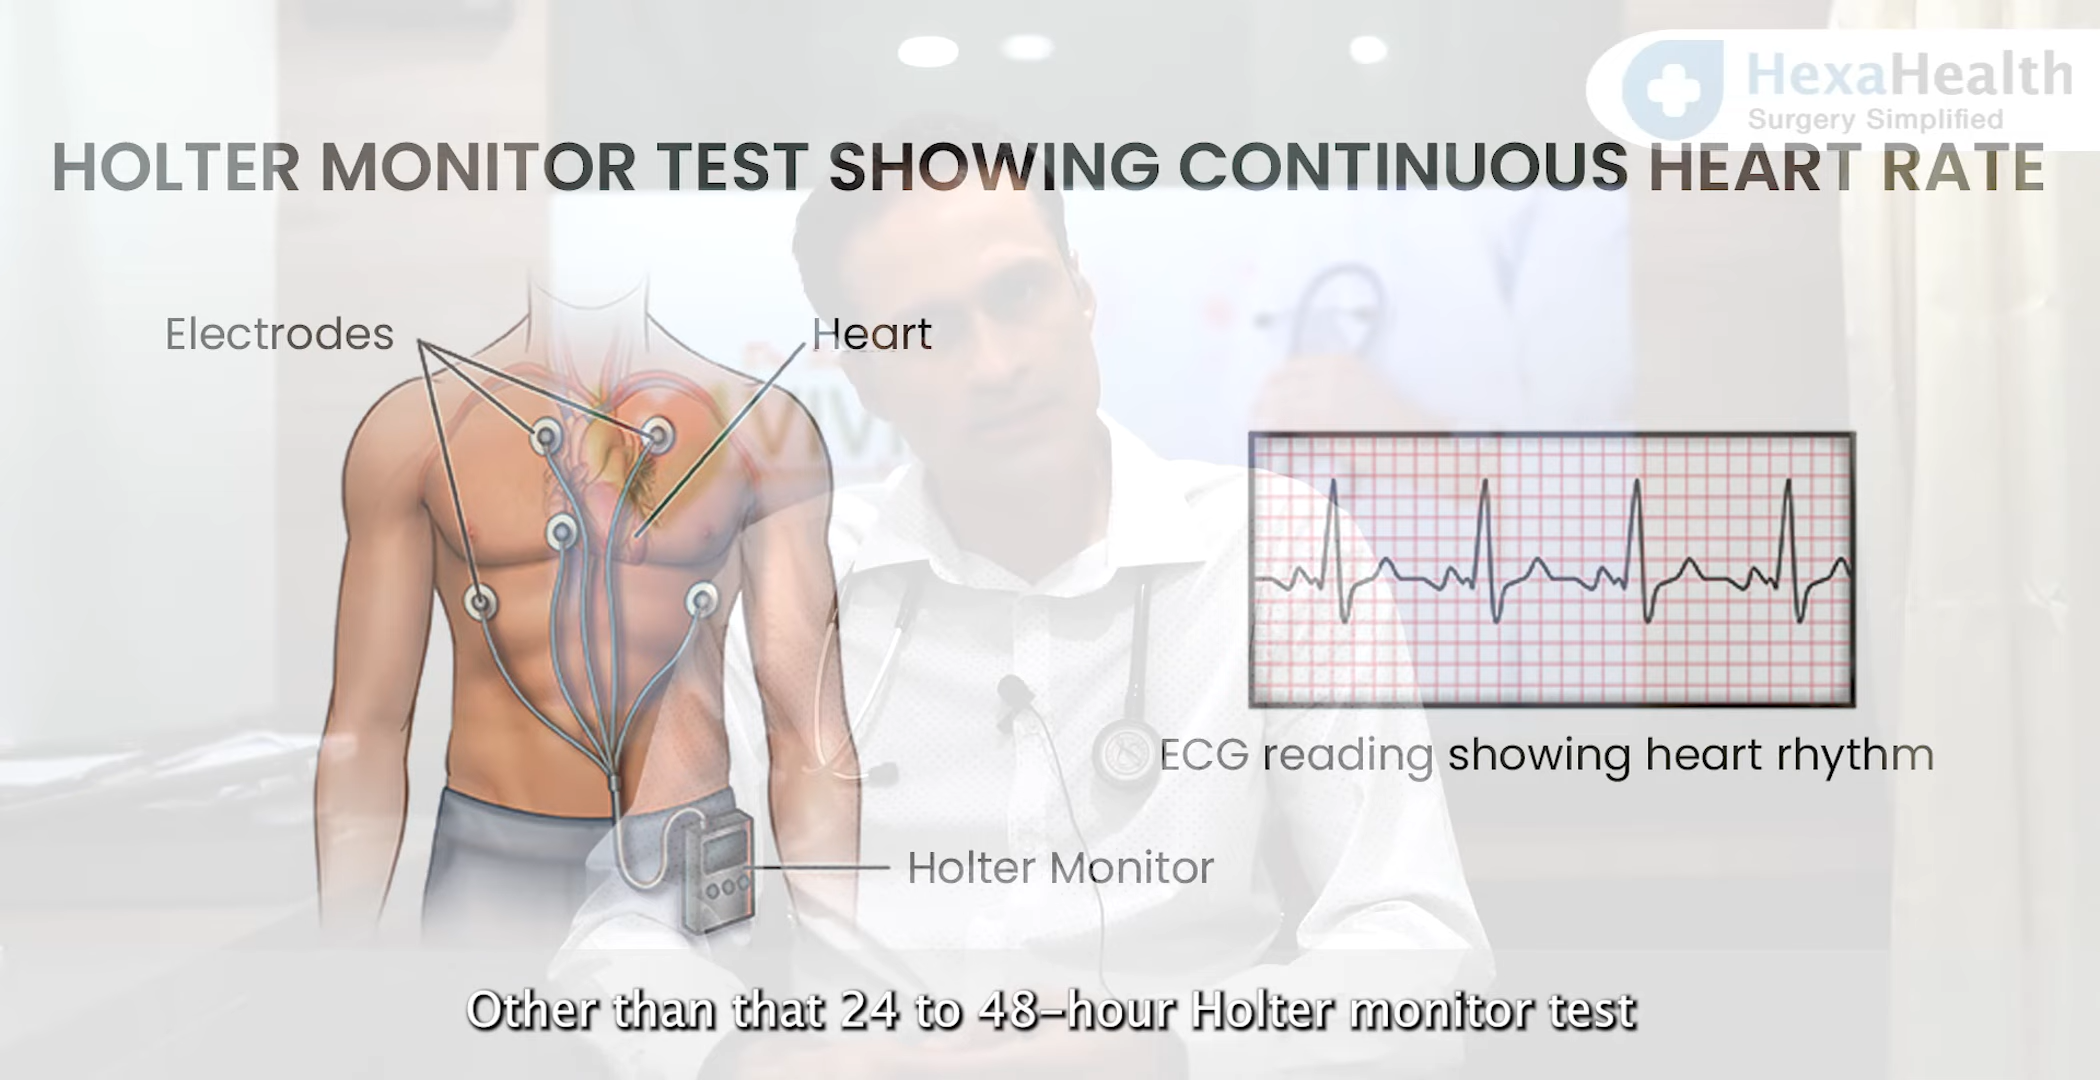 HexaHealth
Surgery Simplified
HOLTER MONITOR TEST SHOWING CONTINUOUS HEART RATE
Electrodes
Heart
ECG reading showing heart rhythm
Holter Monitor
Other than that 24 to 48-hour Holter monitor test